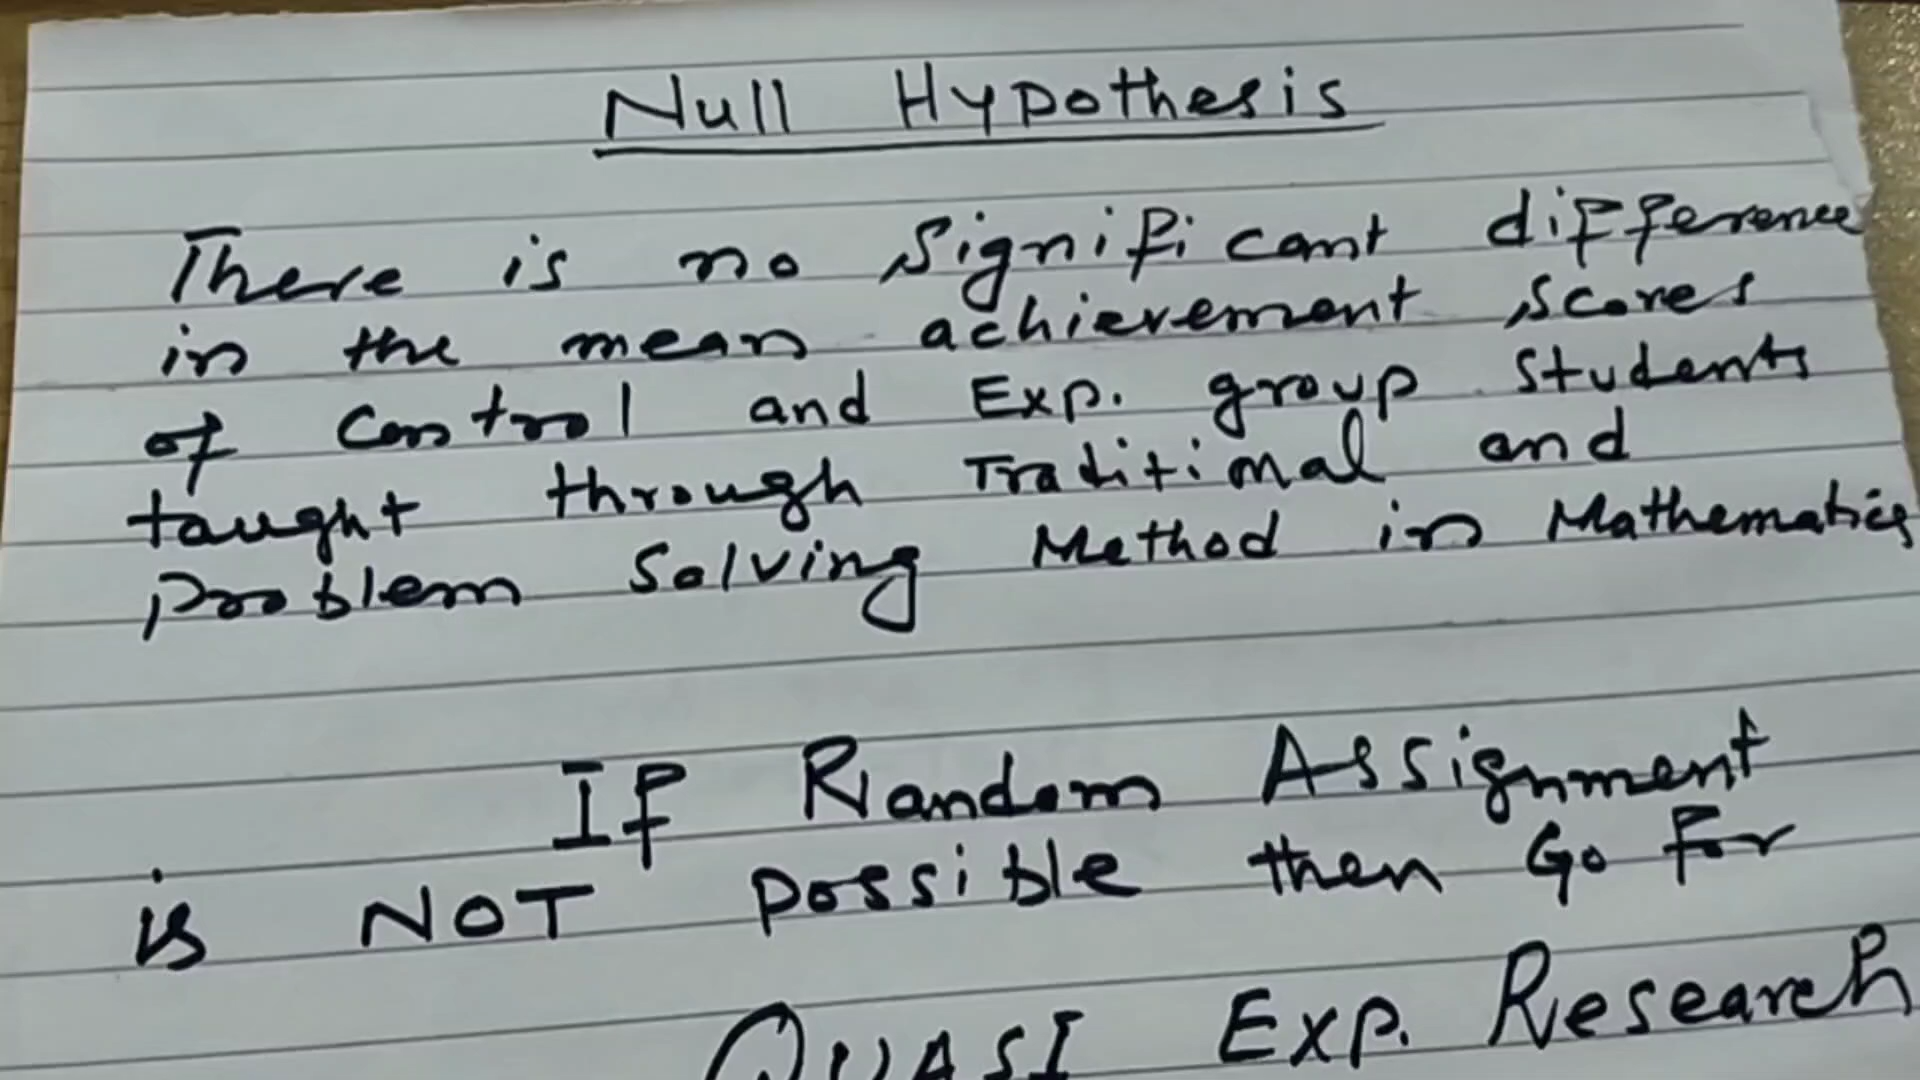 Null Hypothesis
There is no significant difference
in the mean achievement scores
of control and Exp. group students
taught through Traditional and
Problem Solving Method in Mathematics
If Random Assignment
is NOT possible then Go for
QUASI Exp. Research